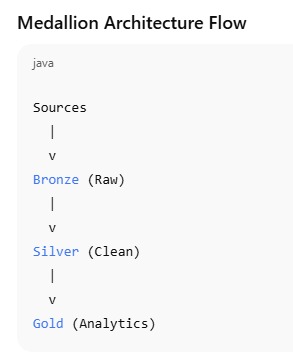 Medallion Architecture Flow
java
Sources
|
v
Bronze (Raw)
|
v
Silver (Clean)
|
v
Gold (Analytics)